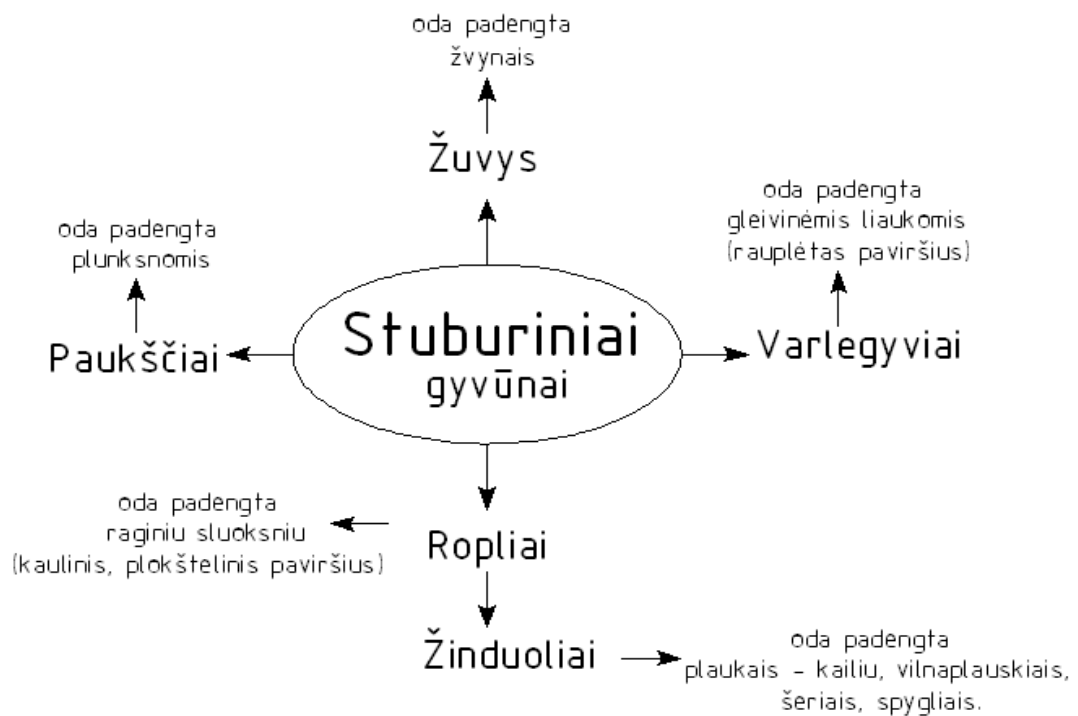 oda padengta
žvynais
Žuvys
oda padengta
gleivinėmis liaukomis
(rauplėtas paviršius)
oda padengta
plunksnomis
Stuburiniai
gyvūnai
Paukščiai
Varlegyviai
oda padengta
raginiu sluoksniu
(kaulinis, plokštelinis paviršius)
Ropliai
Žinduoliai
oda padengta
plaukais - kailiu, vilnaplauskiais,
šeriais, spygliais.